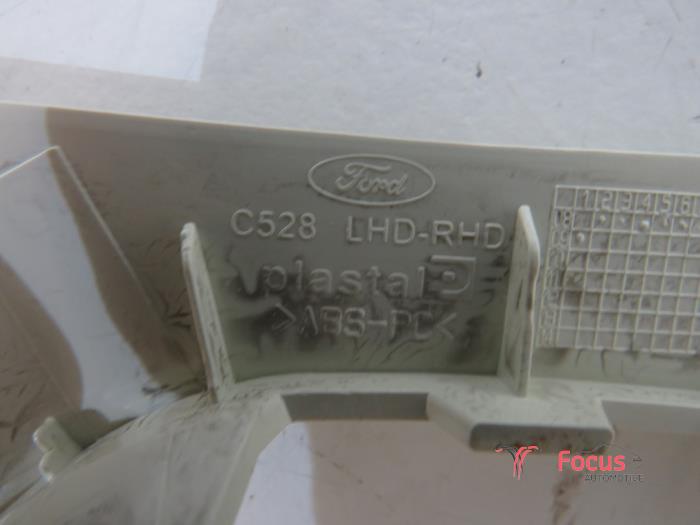 Ford
C528 LHD-RHD
plastal
>ABS-PC<
1 2 3 4 5 6
Focus
AUTOMOTIVE